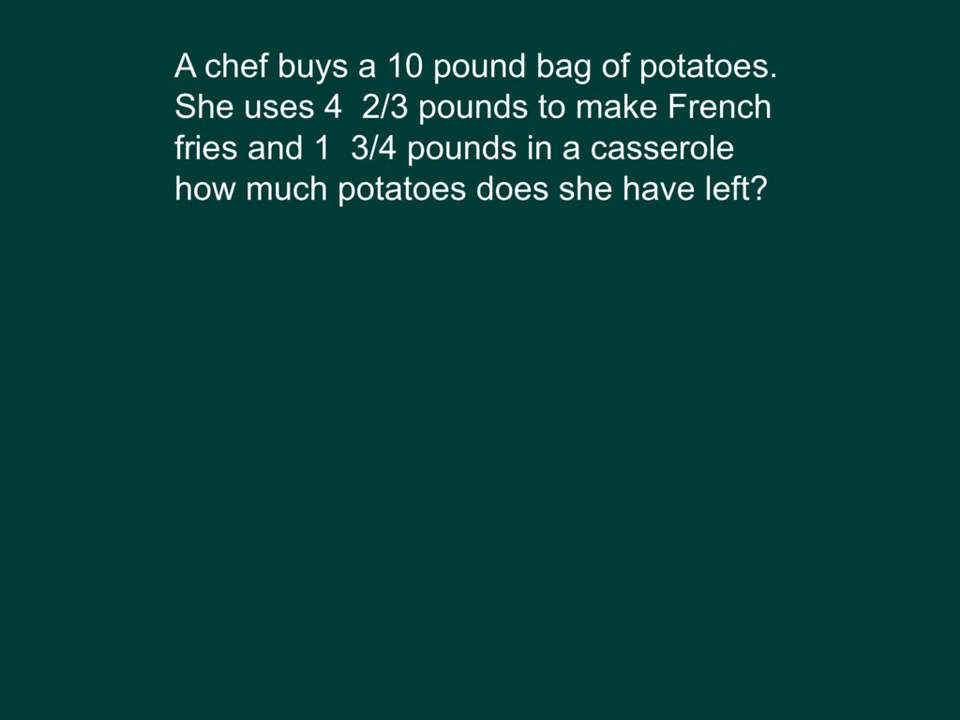 A chef buys a 10 pound bag of potatoes.
She uses 4  2/3 pounds to make French
fries and 1  3/4 pounds in a casserole
how much potatoes does she have left?